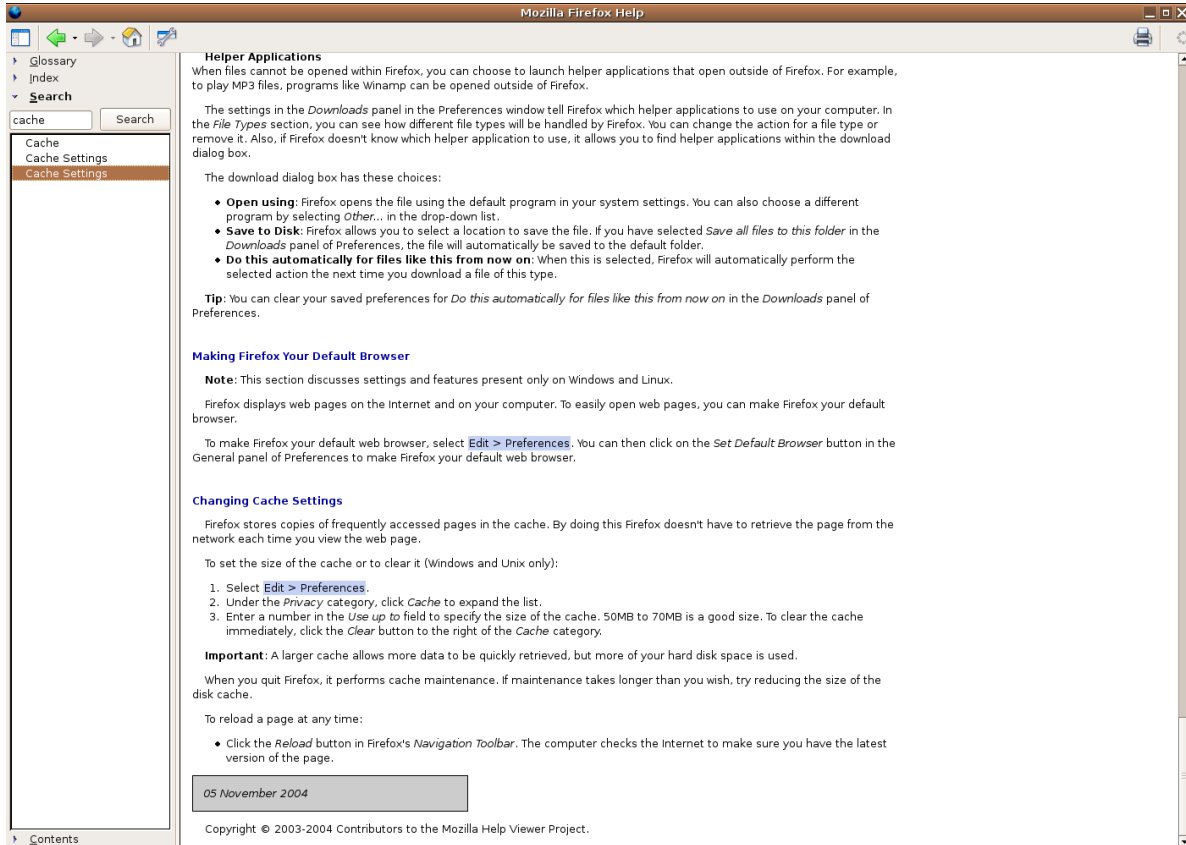 Mozilla Firefox Help
Glossary
Index
Search
cache
Search
Cache
Cache Settings
Cache Settings
Contents
Helper Applications
When files cannot be opened within Firefox, you can choose to launch helper applications that open outside of Firefox. For example,
to play MP3 files, programs like Winamp can be opened outside of Firefox.
The settings in the Downloads panel in the Preferences window tell Firefox which helper applications to use on your computer. In
the File Types section, you can see how different file types will be handled by Firefox. You can change the action for a file type or
remove it. Also, if Firefox doesn't know which helper application to use, it allows you to find helper applications within the download
dialog box.
The download dialog box has these choices:
◆ Open using: Firefox opens the file using the default program in your system settings. You can also choose a different
program by selecting Other... in the drop-down list.
◆ Save to Disk: Firefox allows you to select a location to save the file. If you have selected Save all files to this folder in the
Downloads panel of Preferences, the file will automatically be saved to the default folder.
◆ Do this automatically for files like this from now on: When this is selected, Firefox will automatically perform the
selected action the next time you download a file of this type.
Tip: You can clear your saved preferences for Do this automatically for files like this from now on in the Downloads panel of
Preferences.
Making Firefox Your Default Browser
Note: This section discusses settings and features present only on Windows and Linux.
Firefox displays web pages on the Internet and on your computer. To easily open web pages, you can make Firefox your default
browser.
To make Firefox your default web browser, select Edit > Preferences. You can then click on the Set Default Browser button in the
General panel of Preferences to make Firefox your default web browser.
Changing Cache Settings
Firefox stores copies of frequently accessed pages in the cache. By doing this Firefox doesn't have to retrieve the page from the
network each time you view the web page.
To set the size of the cache or to clear it (Windows and Unix only):
1. Select Edit > Preferences.
2. Under the Privacy category, click Cache to expand the list.
3. Enter a number in the Use up to field to specify the size of the cache. 50MB to 70MB is a good size. To clear the cache
immediately, click the Clear button to the right of the Cache category.
Important: A larger cache allows more data to be quickly retrieved, but more of your hard disk space is used.
When you quit Firefox, it performs cache maintenance. If maintenance takes longer than you wish, try reducing the size of the
disk cache.
To reload a page at any time:
◆ Click the Reload button in Firefox's Navigation Toolbar. The computer checks the Internet to make sure you have the latest
version of the page.
05 November 2004
Copyright © 2003-2004 Contributors to the Mozilla Help Viewer Project.